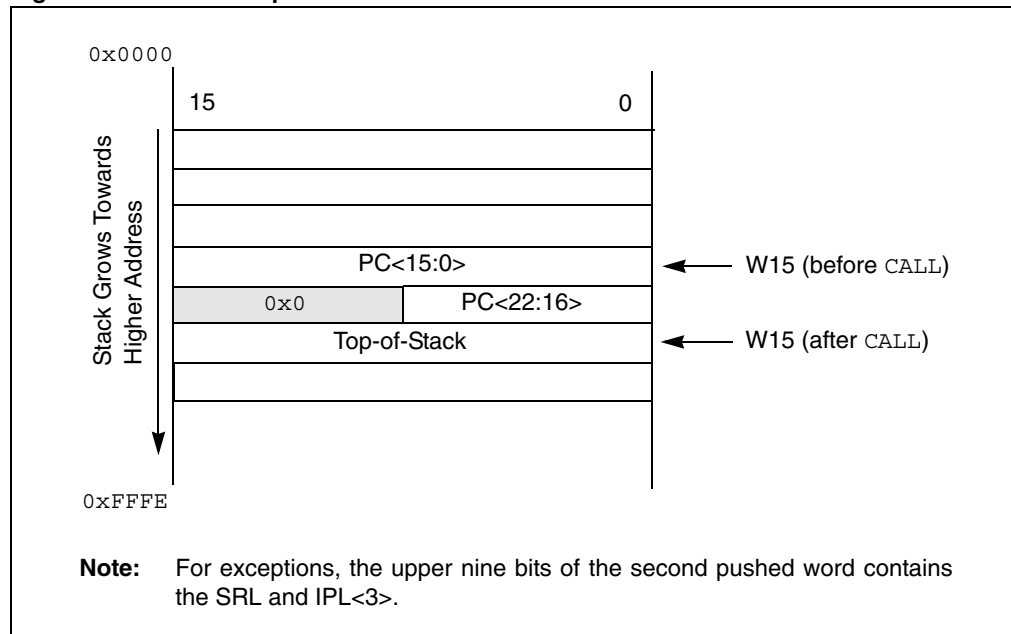 0x0000
15 0
Stack Grows Towards
Higher Address
PC<15:0>
W15 (before CALL)
0x0
PC<22:16>
Top-of-Stack
W15 (after CALL)
0xFFFE
Note: For exceptions, the upper nine bits of the second pushed word contains
the SRL and IPL<3>.